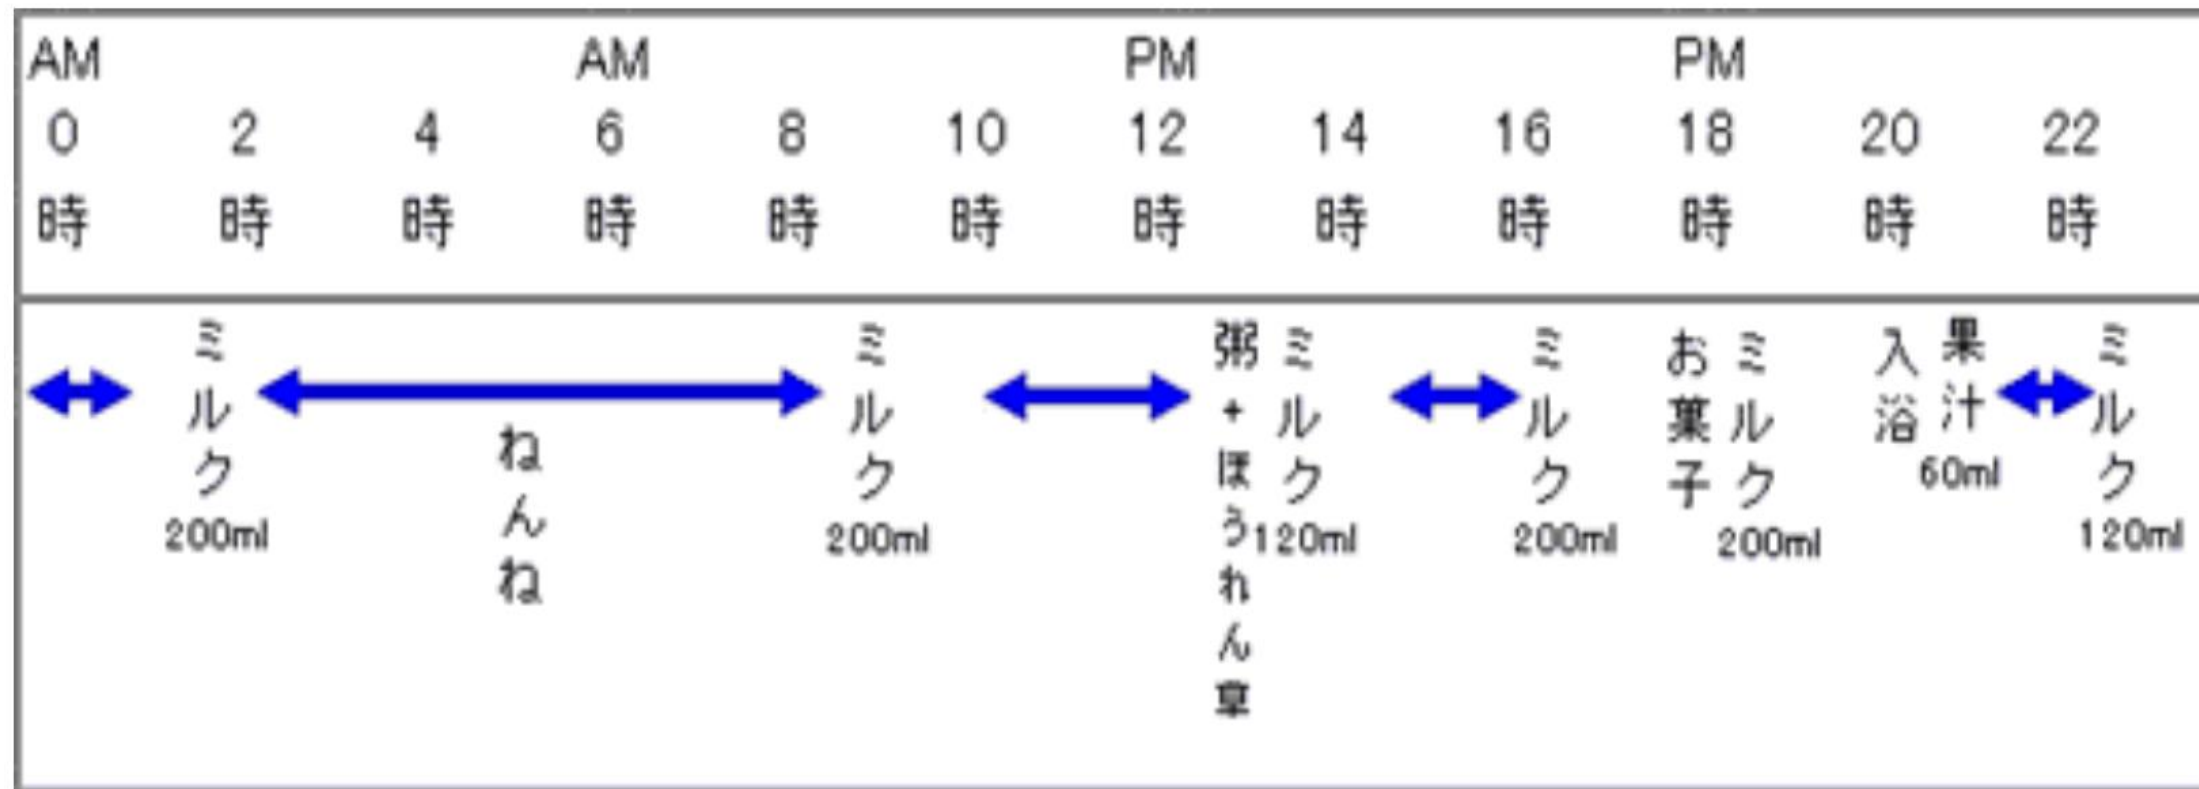 AM AM PM PM
0 2 4 6 8 10 12 14 16 18 20 22
時 時 時 時 時 時 時 時 時 時 時 時
ミルク
200ml
ねんね
ミルク
200ml
粥+ほうれん草
ミルク
120ml
ミルク
200ml
お菓子
ミルク
200ml
入浴
果汁
60ml
ミルク
120ml